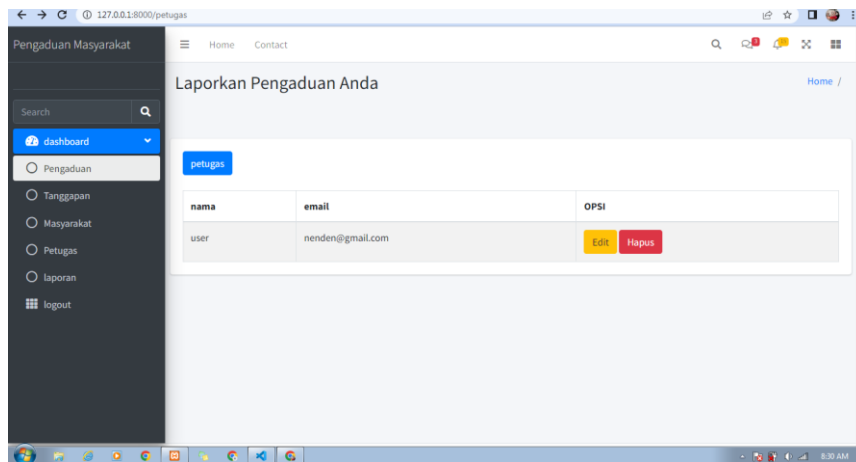 127.0.0.1:8000/petugas
Pengaduan Masyarakat
Home Contact
Laporkan Pengaduan Anda
Home /
Search
dashboard
Pengaduan
Tanggapan
Masyarakat
Petugas
laporan
logout
petugas
nama email OPSI
user nenden@gmail.com Edit Hapus
8:30 AM